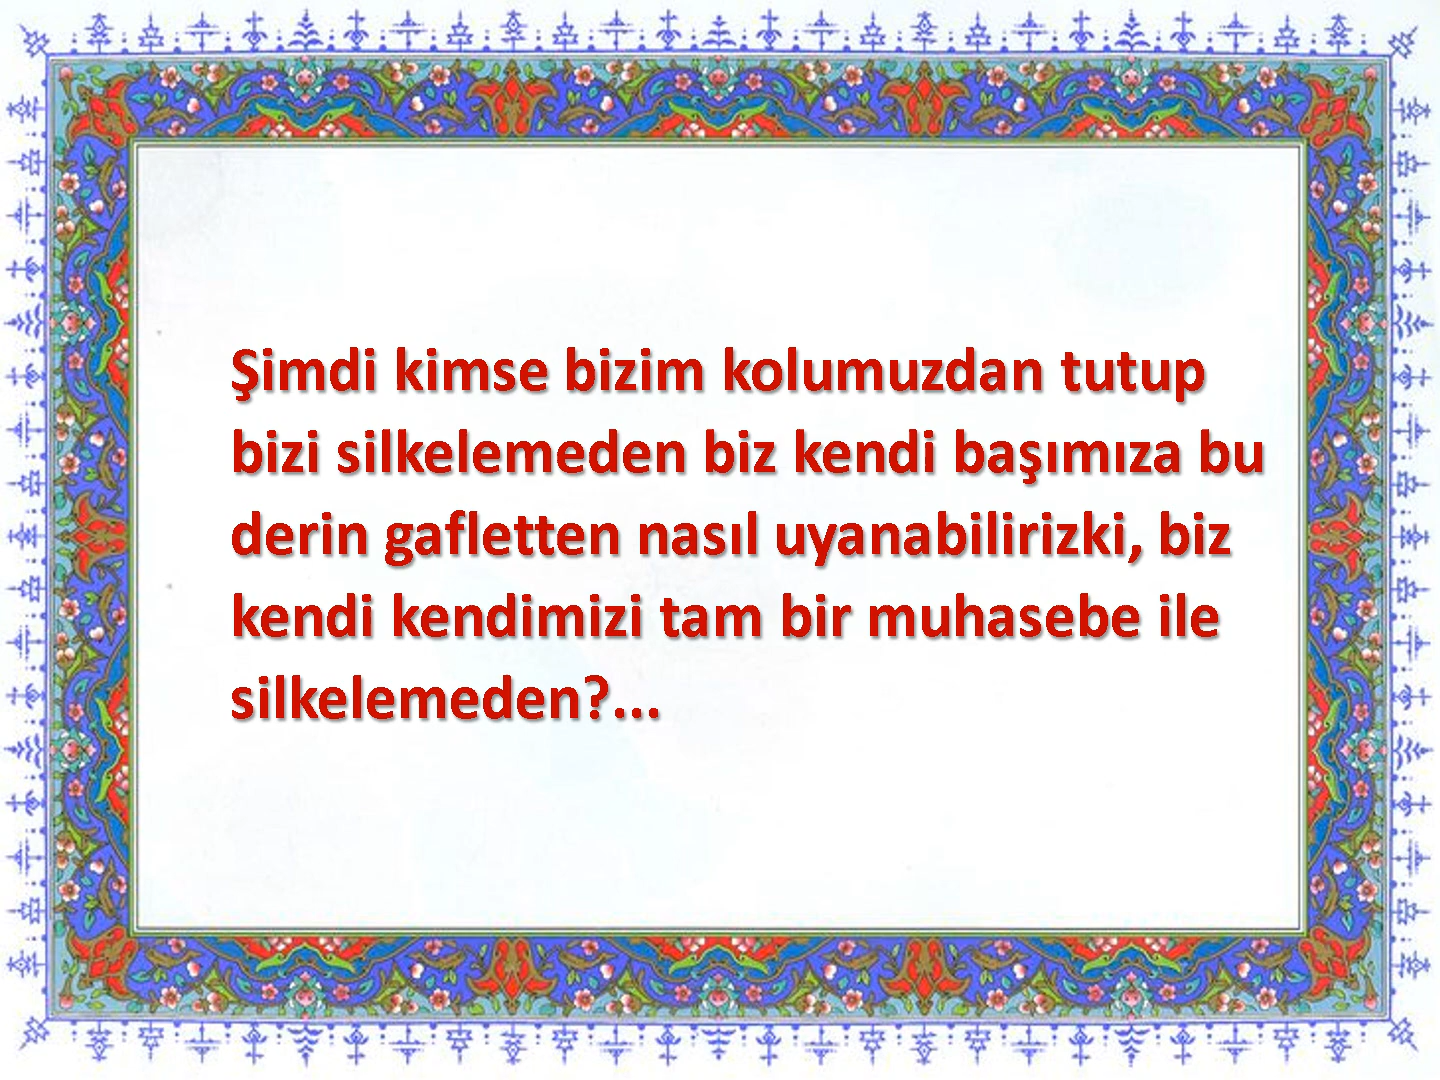 Şimdi kimse bizim kolumuzdan tutup
bizi silkelemeden biz kendi başımıza bu
derin gafletten nasıl uyanabilirizki, biz
kendi kendimizi tam bir muhasebe ile
silkelemeden?...